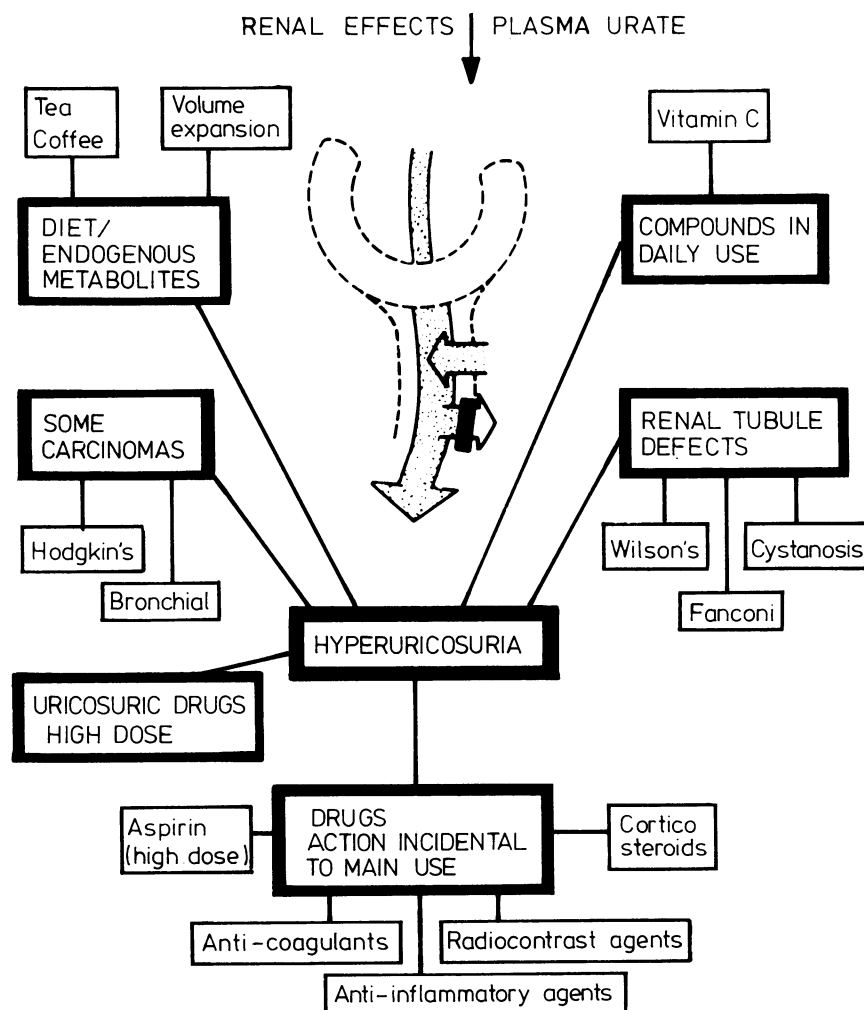 RENAL EFFECTS PLASMA URATE
Tea
Coffee
Volume
expansion
Vitamin C
DIET/
ENDOGENOUS
METABOLITES
COMPOUNDS IN
DAILY USE
SOME
CARCINOMAS
RENAL TUBULE
DEFECTS
Hodgkin's
Bronchial
Wilson's
Cystanosis
Fanconi
HYPERURICOSURIA
URICOSURIC DRUGS
HIGH DOSE
DRUGS
ACTION INCIDENTAL
TO MAIN USE
Aspirin
(high dose)
Cortico
steroids
Anti-coagulants
Radiocontrast agents
Anti-inflammatory agents